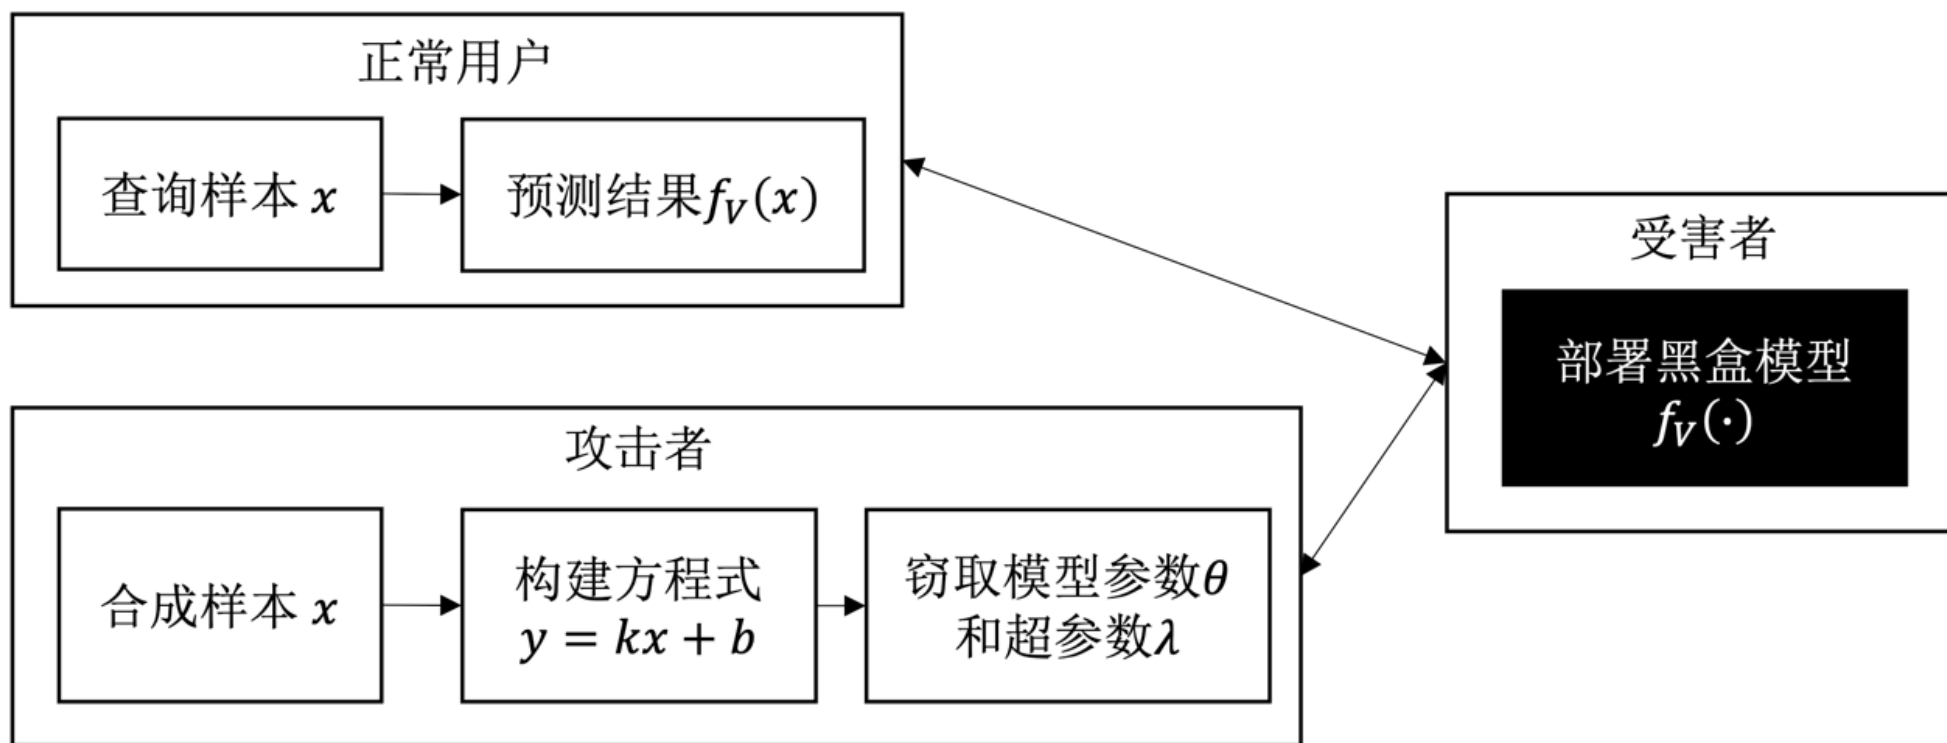 正常用户
查询样本 x
预测结果f_V(x)
攻击者
合成样本 x
构建方程式
y = kx + b
窃取模型参数θ
和超参数λ
受害者
部署黑盒模型
f_V(·)